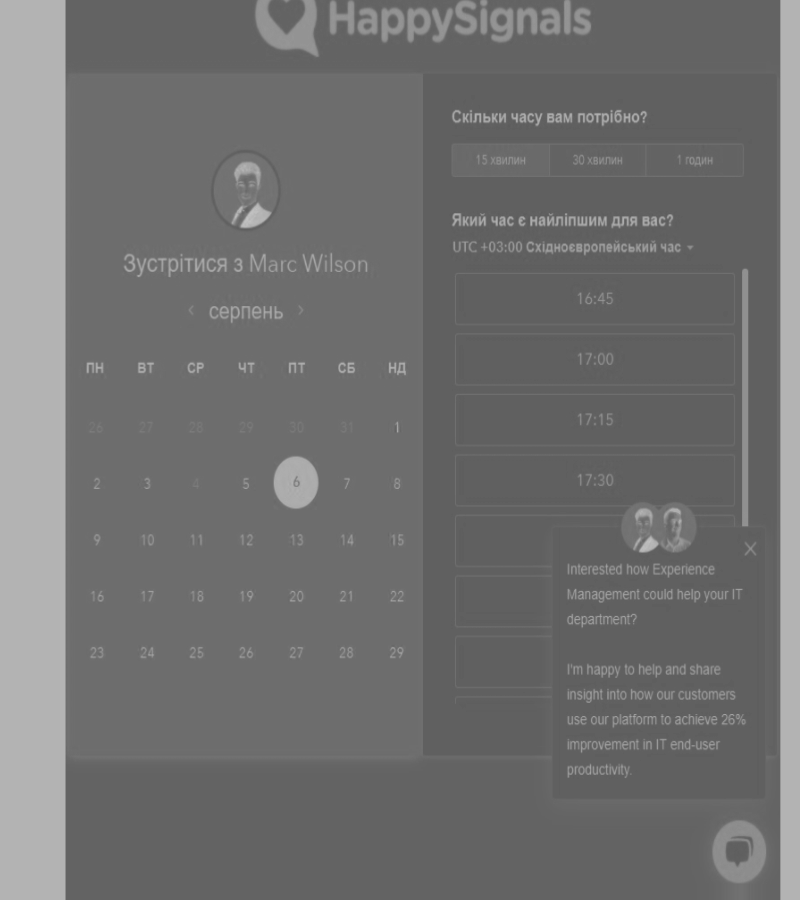 HappySignals
Зустрітися з Marc Wilson
серпень
ПН ВТ СР ЧТ ПТ СБ НД
26 27 28 29 30 31 1
2 3 4 5 6 7 8
9 10 11 12 13 14 15
16 17 18 19 20 21 22
23 24 25 26 27 28 29
Скільки часу вам потрібно?
15 хвилин 30 хвилин 1 годин
Який час є найліпшим для вас?
UTC +03:00 Східноєвропейський час
16:45
17:00
17:15
17:30
Interested how Experience
Management could help your IT
department?
I'm happy to help and share
insight into how our customers
use our platform to achieve 26%
improvement in IT end-user
productivity.